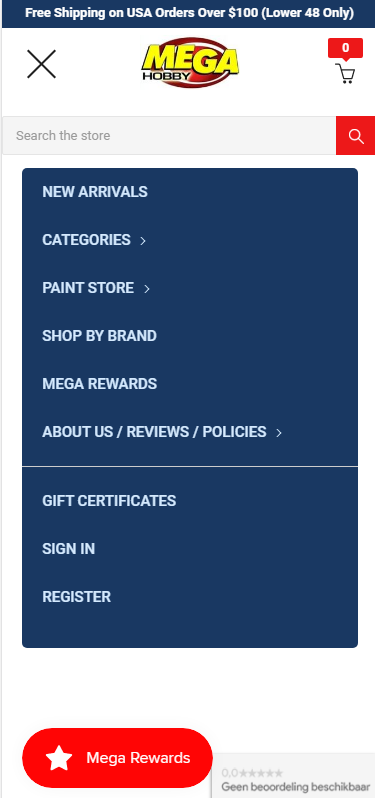 Free Shipping on USA Orders Over $100 (Lower 48 Only)
0
MEGA
HOBBY
Search the store
NEW ARRIVALS
CATEGORIES
PAINT STORE
SHOP BY BRAND
MEGA REWARDS
ABOUT US / REVIEWS / POLICIES
GIFT CERTIFICATES
SIGN IN
REGISTER
Mega Rewards
0,0★★★★★
Geen beoordeling beschikbaar